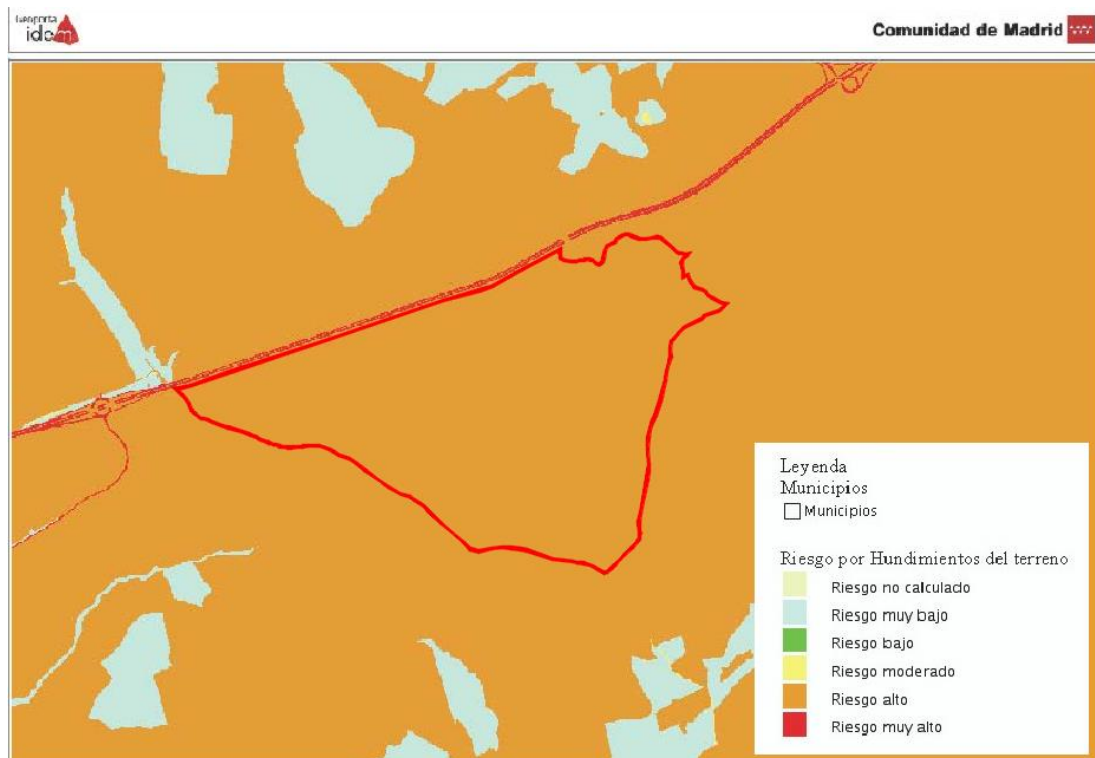 idem
Comunidad de Madrid
Leyenda
Municipios
Municipios
Riesgo por Hundimientos del terreno
Riesgo no calculado
Riesgo muy bajo
Riesgo bajo
Riesgo moderado
Riesgo alto
Riesgo muy alto